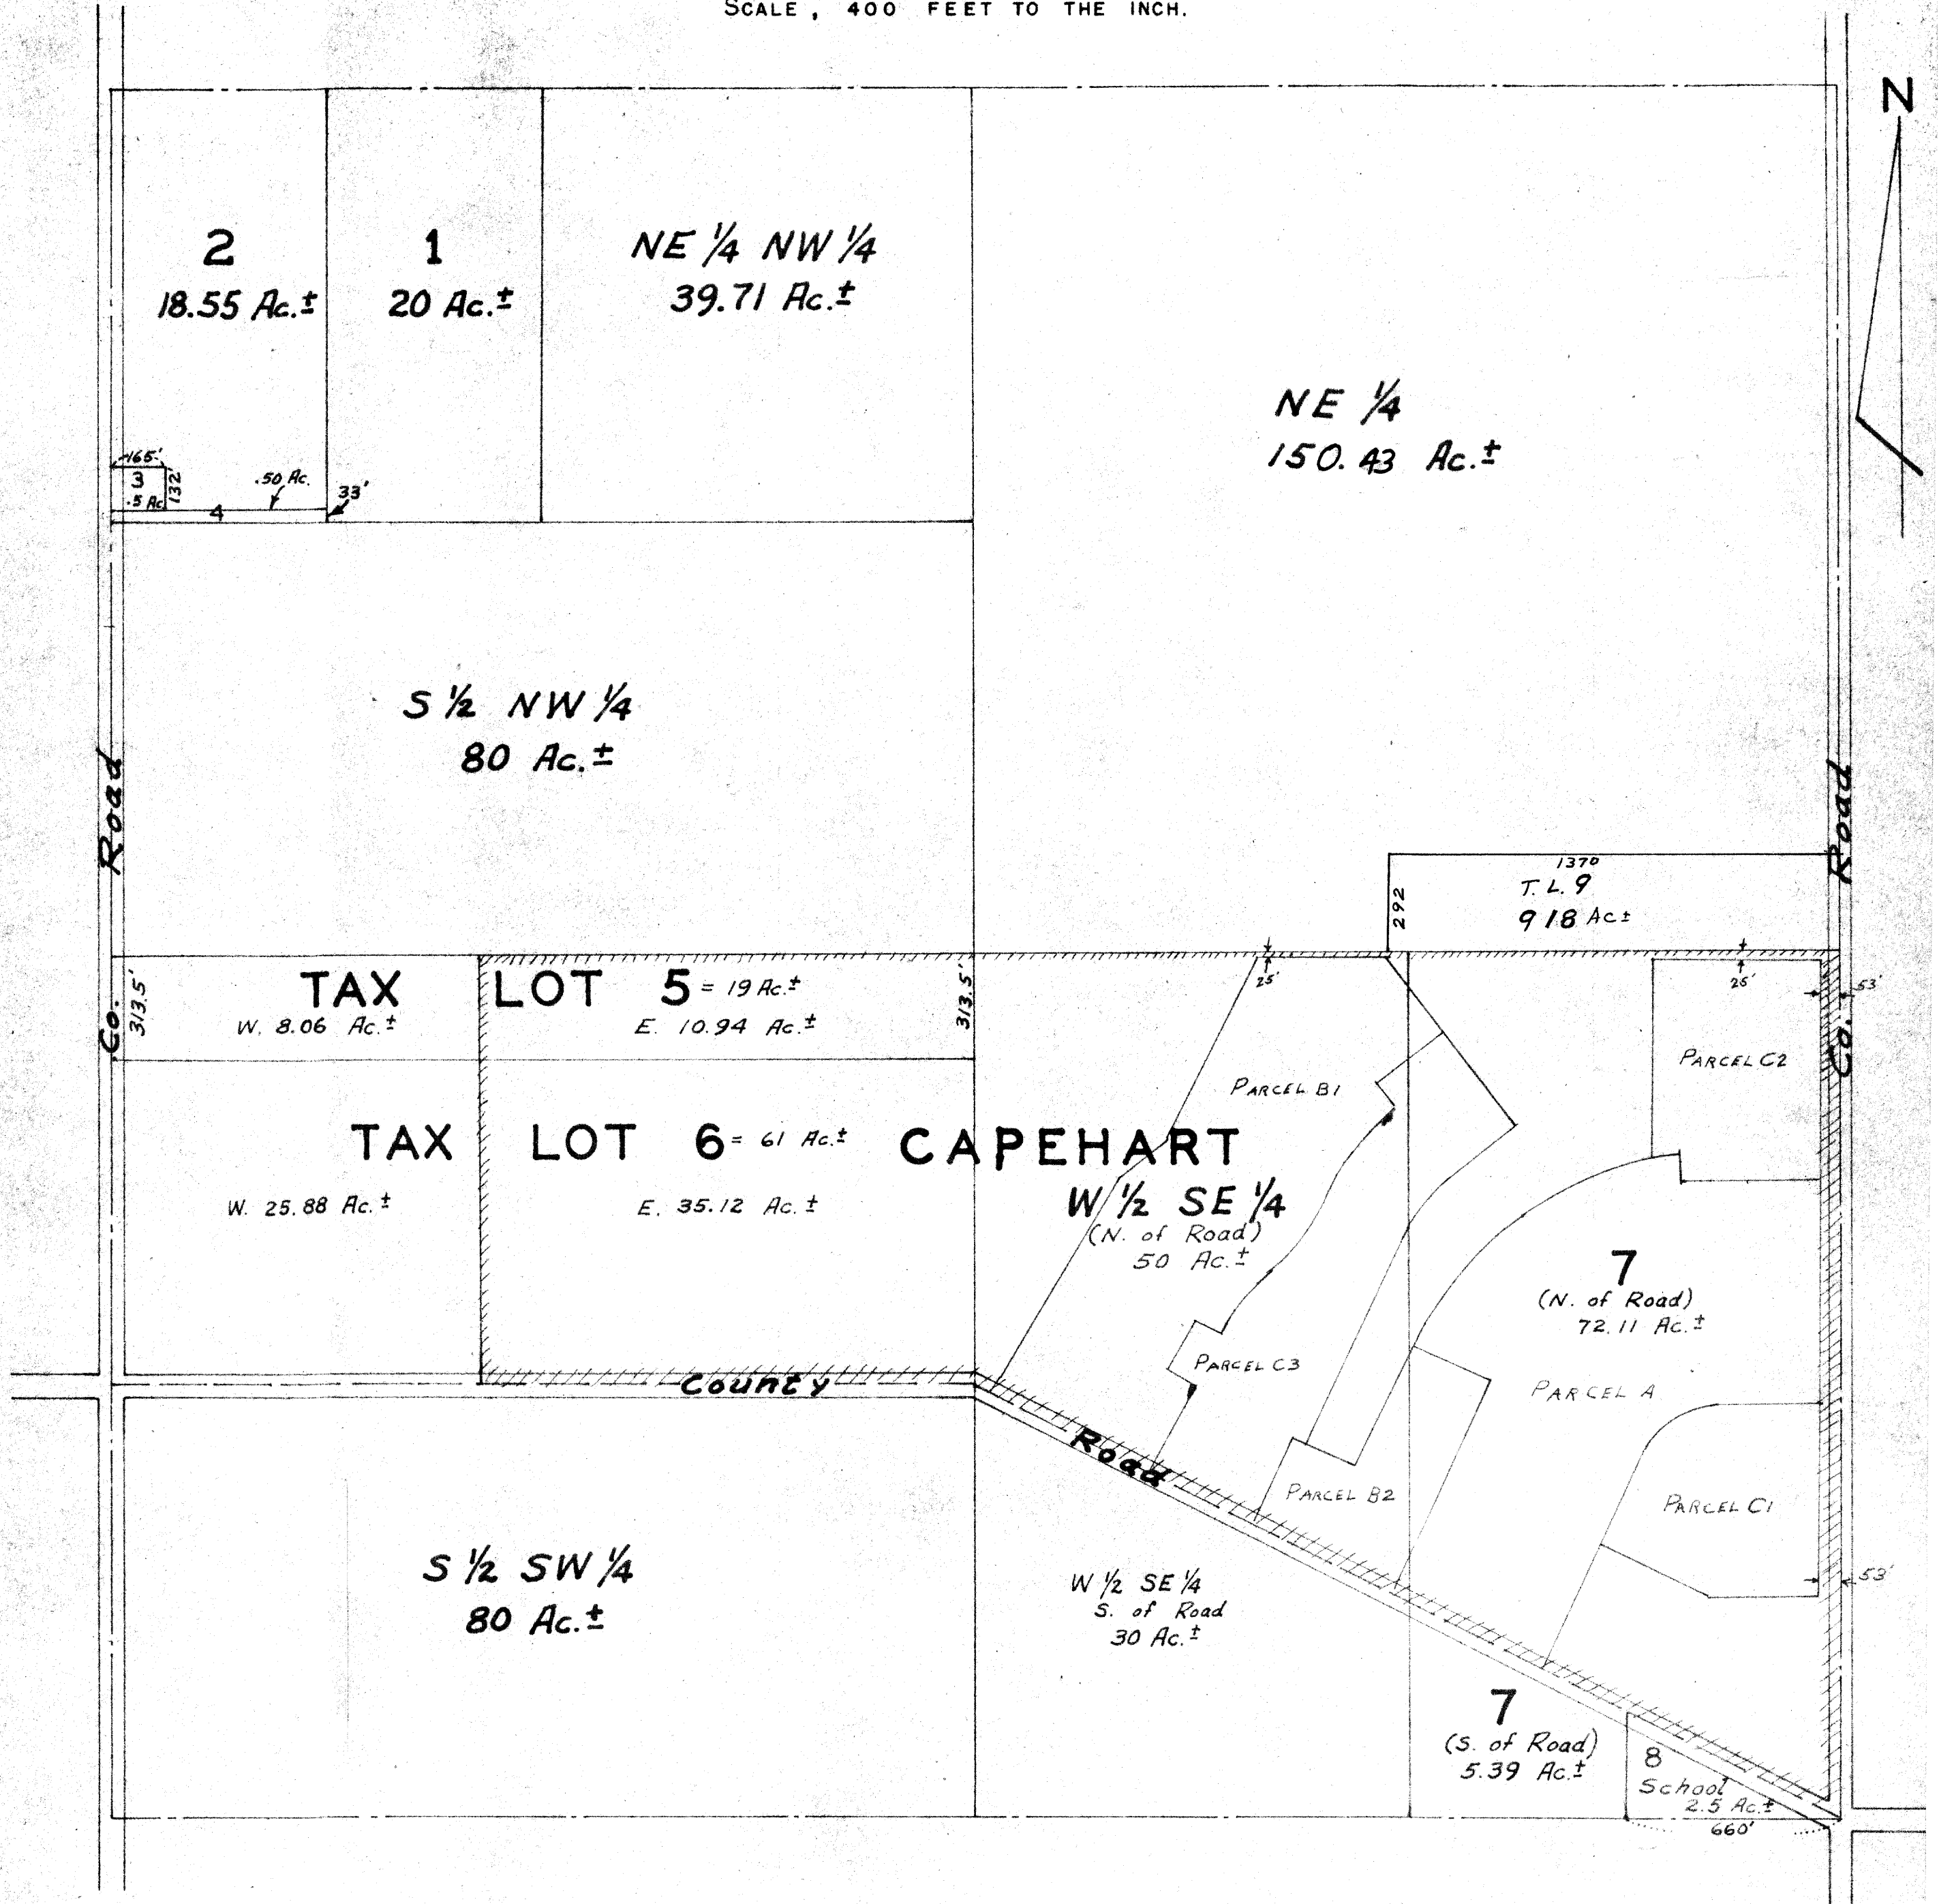 SCALE, 400 FEET TO THE INCH.
N
2
18.55 Ac.±
1
20 Ac.±
NE ¼ NW ¼
39.71 Ac.±
NE ¼
150.43 Ac.±
165'
3
.5 Ac
132'
.50 Ac.
33'
4
S ½ NW ¼
80 Ac.±
Co. Road
Co. Road
1370
T. L. 9
918 Ac±
292
TAX LOT 5 = 19 Ac.±
W. 8.06 Ac.±
E. 10.94 Ac.±
313.5'
313.5'
25'
25'
53'
PARCEL B1
PARCEL C2
TAX LOT 6 = 61 Ac.±
W. 25.88 Ac.±
E. 35.12 Ac.±
CAPEHART
W ½ SE ¼
(N. of Road)
50 Ac.±
7
(N. of Road)
72.11 Ac.±
PARCEL C3
PARCEL A
County Road
PARCEL B2
PARCEL C1
53'
S ½ SW ¼
80 Ac.±
W ½ SE ¼
S. of Road
30 Ac.±
7
(S. of Road)
5.39 Ac.±
8
School
2.5 Ac.±
660'